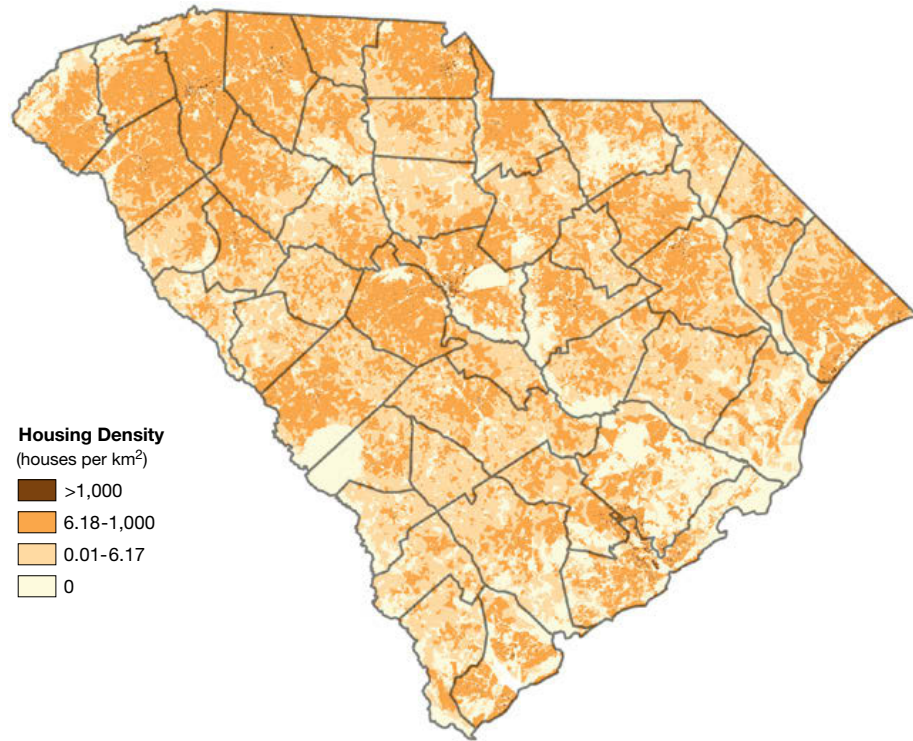 Housing Density
(houses per km²)
>1,000
6.18-1,000
0.01-6.17
0